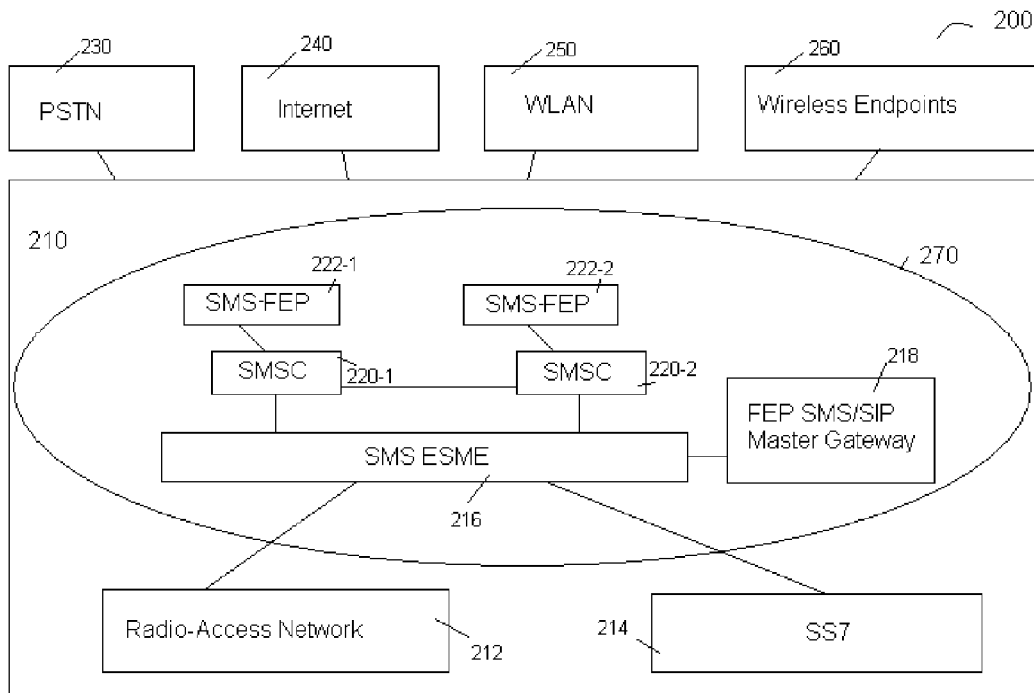 200
230
240
250
260
PSTN
Internet
WLAN
Wireless Endpoints
210
270
222-1
222-2
SMS-FEP
SMS-FEP
SMSC
220-1
SMSC
220-2
218
FEP SMS/SIP
Master Gateway
SMS ESME
216
Radio-Access Network
212
214
SS7